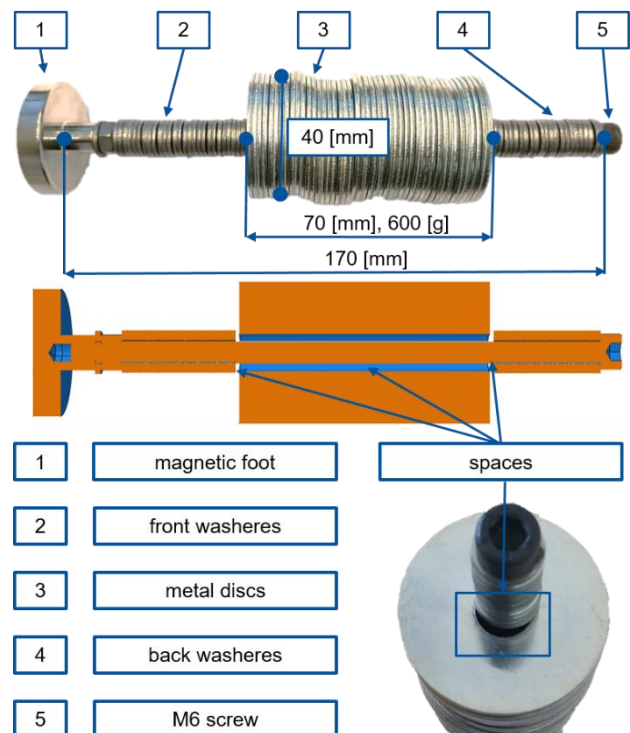 1
2
3
4
5
40 [mm]
70 [mm], 600 [g]
170 [mm]
1
magnetic foot
spaces
2
front washeres
3
metal discs
4
back washeres
5
M6 screw